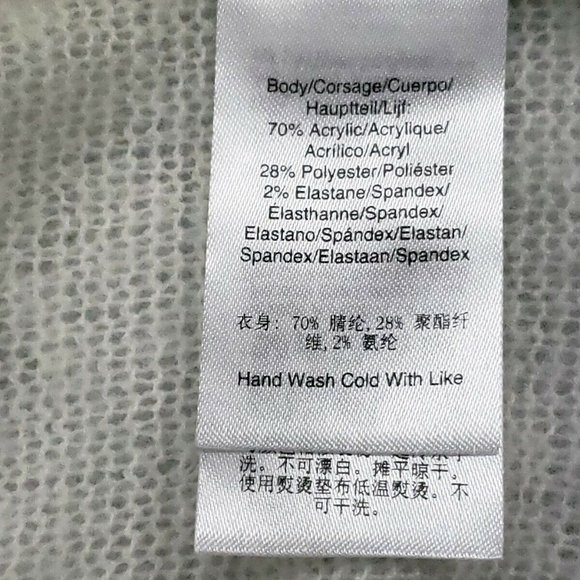 Body/Corsage/Cuerpo/
Hauptteil/Lijf:
70% Acrylic/Acrylique/
Acrílico/Acryl
28% Polyester/Poliéster
2% Elastane/Spandex/
Élasthanne/Spandex/
Elastano/Spándex/Elastan/
Spandex/Elastaan/Spandex
衣身: 70% 腈纶,28% 聚酯纤
维,2% 氨纶
Hand Wash Cold With Like
洗。不可漂白。摊平晾干。
使用熨烫垫布低温熨烫。不
可干洗。